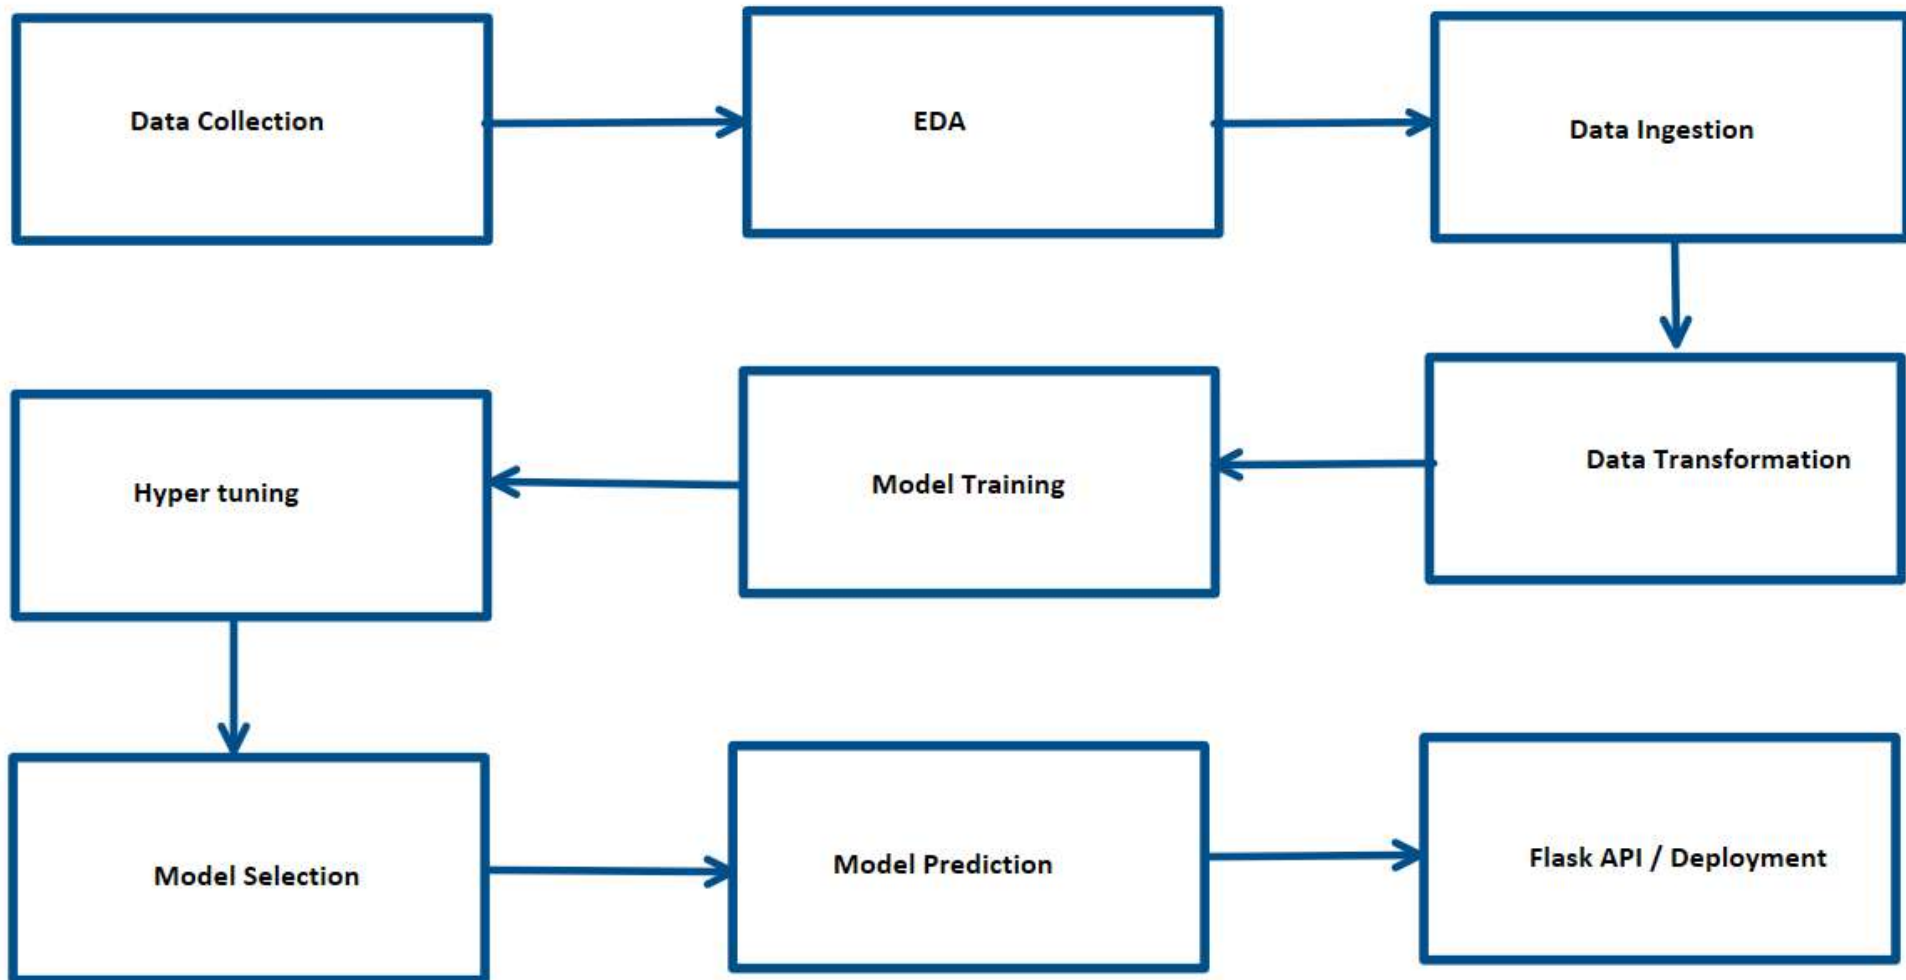 Data Collection
EDA
Data Ingestion
Data Transformation
Model Training
Hyper tuning
Model Selection
Model Prediction
Flask API / Deployment